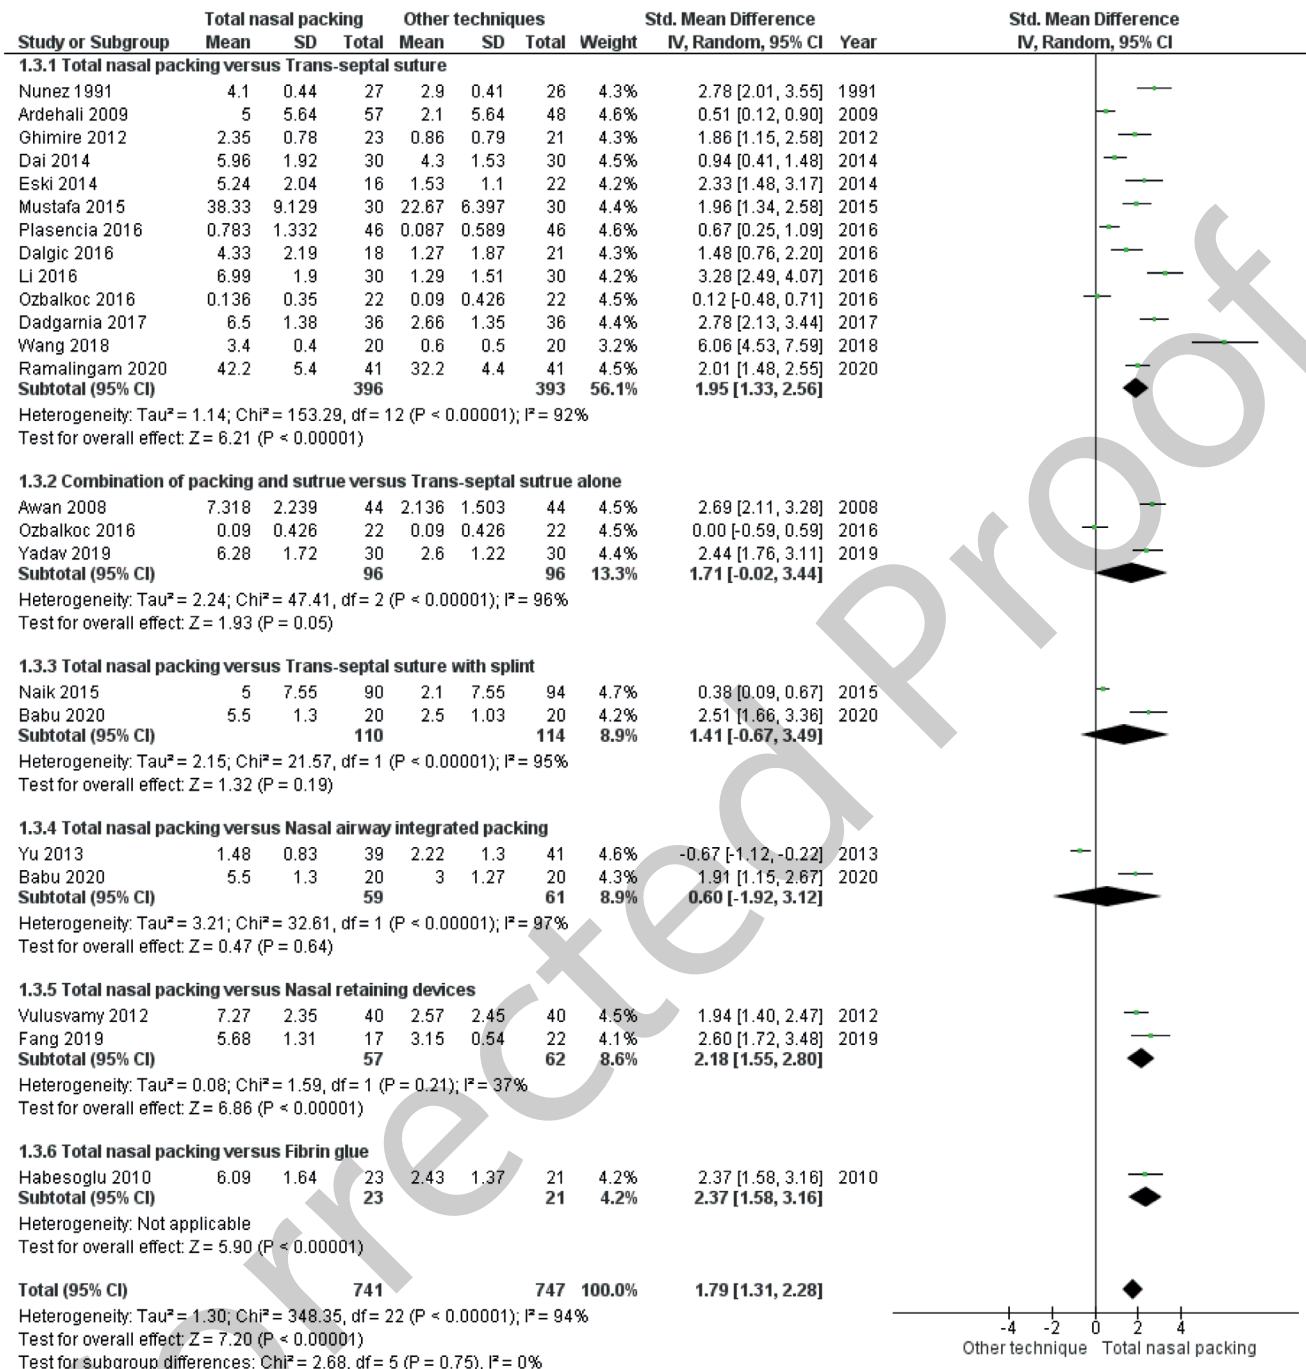 Total nasal packing Other techniques Std. Mean Difference Std. Mean Difference
Study or Subgroup Mean SD Total Mean SD Total Weight IV, Random, 95% CI Year IV, Random, 95% CI
1.3.1 Total nasal packing versus Trans-septal suture
Nunez 1991 4.1 0.44 27 2.9 0.41 26 4.3% 2.78 [2.01, 3.55] 1991
Ardehali 2009 5 5.64 57 2.1 5.64 48 4.6% 0.51 [0.12, 0.90] 2009
Ghimire 2012 2.35 0.78 23 0.86 0.79 21 4.3% 1.86 [1.15, 2.58] 2012
Dai 2014 5.96 1.92 30 4.3 1.53 30 4.5% 0.94 [0.41, 1.48] 2014
Eski 2014 5.24 2.04 16 1.53 1.1 22 4.2% 2.33 [1.48, 3.17] 2014
Mustafa 2015 38.33 9.129 30 22.67 6.397 30 4.4% 1.96 [1.34, 2.58] 2015
Plasencia 2016 0.783 1.332 46 0.087 0.589 46 4.6% 0.67 [0.25, 1.09] 2016
Dalgic 2016 4.33 2.19 18 1.27 1.87 21 4.3% 1.48 [0.76, 2.20] 2016
Li 2016 6.99 1.9 30 1.29 1.51 30 4.2% 3.28 [2.49, 4.07] 2016
Ozbalkoc 2016 0.136 0.35 22 0.09 0.426 22 4.5% 0.12 [-0.48, 0.71] 2016
Dadgarnia 2017 6.5 1.38 36 2.66 1.35 36 4.4% 2.78 [2.13, 3.44] 2017
Wang 2018 3.4 0.4 20 0.6 0.5 20 3.2% 6.06 [4.53, 7.59] 2018
Ramalingam 2020 42.2 5.4 41 32.2 4.4 41 4.5% 2.01 [1.48, 2.55] 2020
Subtotal (95% CI) 396 393 56.1% 1.95 [1.33, 2.56]
Heterogeneity: Tau² = 1.14; Chi² = 153.29, df = 12 (P < 0.00001); I² = 92%
Test for overall effect: Z = 6.21 (P < 0.00001)
1.3.2 Combination of packing and sutrue versus Trans-septal sutrue alone
Awan 2008 7.318 2.239 44 2.136 1.503 44 4.5% 2.69 [2.11, 3.28] 2008
Ozbalkoc 2016 0.09 0.426 22 0.09 0.426 22 4.5% 0.00 [-0.59, 0.59] 2016
Yadav 2019 6.28 1.72 30 2.6 1.22 30 4.4% 2.44 [1.76, 3.11] 2019
Subtotal (95% CI) 96 96 13.3% 1.71 [-0.02, 3.44]
Heterogeneity: Tau² = 2.24; Chi² = 47.41, df = 2 (P < 0.00001); I² = 96%
Test for overall effect: Z = 1.93 (P = 0.05)
1.3.3 Total nasal packing versus Trans-septal suture with splint
Naik 2015 5 7.55 90 2.1 7.55 94 4.7% 0.38 [0.09, 0.67] 2015
Babu 2020 5.5 1.3 20 2.5 1.03 20 4.2% 2.51 [1.66, 3.36] 2020
Subtotal (95% CI) 110 114 8.9% 1.41 [-0.67, 3.49]
Heterogeneity: Tau² = 2.15; Chi² = 21.57, df = 1 (P < 0.00001); I² = 95%
Test for overall effect: Z = 1.32 (P = 0.19)
1.3.4 Total nasal packing versus Nasal airway integrated packing
Yu 2013 1.48 0.83 39 2.22 1.3 41 4.6% -0.67 [-1.12, -0.22] 2013
Babu 2020 5.5 1.3 20 3 1.27 20 4.3% 1.91 [1.15, 2.67] 2020
Subtotal (95% CI) 59 61 8.9% 0.60 [-1.92, 3.12]
Heterogeneity: Tau² = 3.21; Chi² = 32.61, df = 1 (P < 0.00001); I² = 97%
Test for overall effect: Z = 0.47 (P = 0.64)
1.3.5 Total nasal packing versus Nasal retaining devices
Vulusvamy 2012 7.27 2.35 40 2.57 2.45 40 4.5% 1.94 [1.40, 2.47] 2012
Fang 2019 5.68 1.31 17 3.15 0.54 22 4.1% 2.60 [1.72, 3.48] 2019
Subtotal (95% CI) 57 62 8.6% 2.18 [1.55, 2.80]
Heterogeneity: Tau² = 0.08; Chi² = 1.59, df = 1 (P = 0.21); I² = 37%
Test for overall effect: Z = 6.86 (P < 0.00001)
1.3.6 Total nasal packing versus Fibrin glue
Habesoglu 2010 6.09 1.64 23 2.43 1.37 21 4.2% 2.37 [1.58, 3.16] 2010
Subtotal (95% CI) 23 21 4.2% 2.37 [1.58, 3.16]
Heterogeneity: Not applicable
Test for overall effect: Z = 5.90 (P < 0.00001)
Total (95% CI) 741 747 100.0% 1.79 [1.31, 2.28]
Heterogeneity: Tau² = 1.30; Chi² = 348.35, df = 22 (P < 0.00001); I² = 94%
Test for overall effect: Z = 7.20 (P < 0.00001)
Test for subgroup differences: Chi² = 2.68, df = 5 (P = 0.75), I² = 0%
-4 -2 0 2 4
Other technique Total nasal packing
orrected Proof